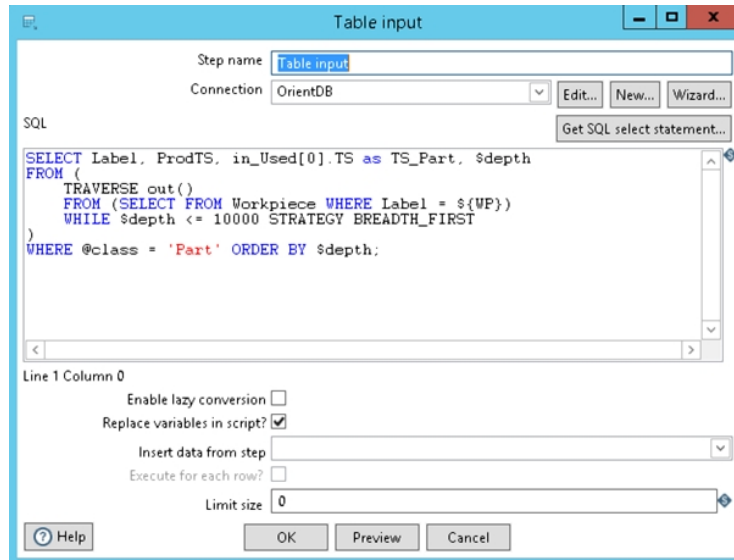 Table input
Step name Table input
Connection OrientDB Edit... New... Wizard...
SQL Get SQL select statement...
SELECT Label, ProdTS, in_Used[0].TS as TS_Part, $depth
FROM (
TRAVERSE out()
FROM (SELECT FROM Workpiece WHERE Label = ${WP})
WHILE $depth <= 10000 STRATEGY BREADTH_FIRST
)
WHERE @class = 'Part' ORDER BY $depth;
Line 1 Column 0
Enable lazy conversion
Replace variables in script?
Insert data from step
Execute for each row?
Limit size 0
Help OK Preview Cancel